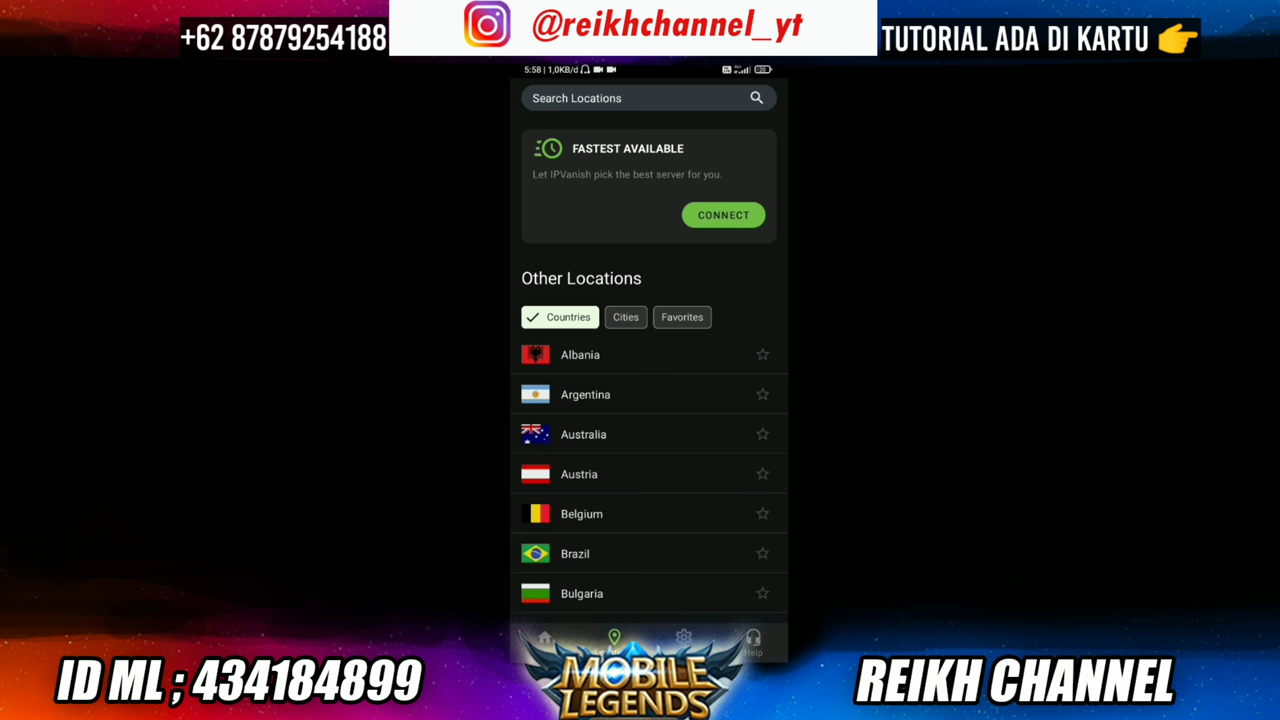 +62 87879254188
@reikhchannel_yt
TUTORIAL ADA DI KARTU
5:58 | 1,0KB/d
Search Locations
FASTEST AVAILABLE
Let IPVanish pick the best server for you.
CONNECT
Other Locations
Countries
Cities
Favorites
Albania
Argentina
Australia
Austria
Belgium
Brazil
Bulgaria
Help
ID ML ; 434184899
MOBILE
LEGENDS
REIKH CHANNEL